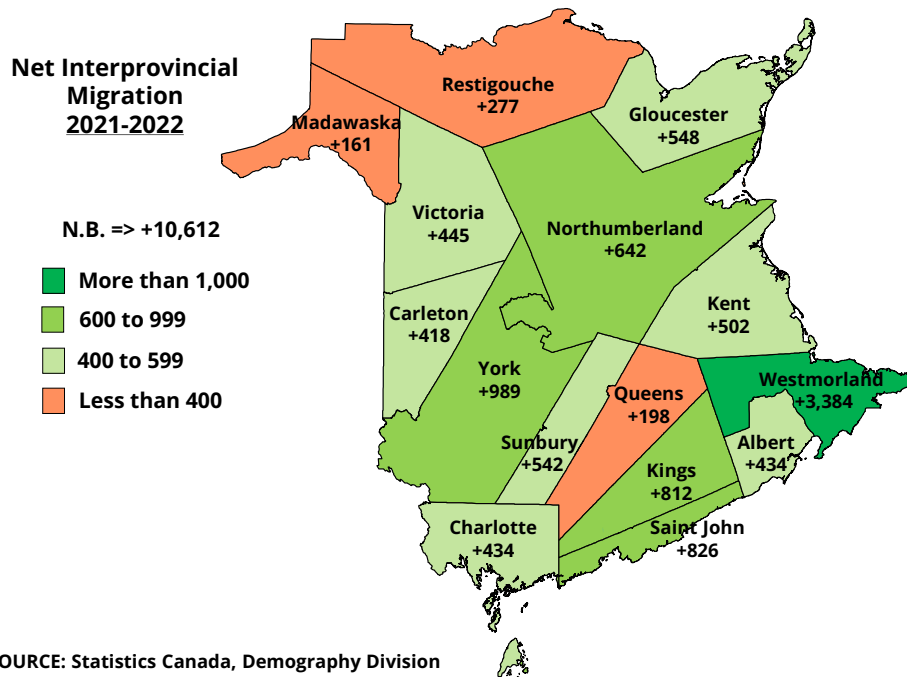 Net Interprovincial
Migration
2021-2022
N.B. => +10,612
More than 1,000
600 to 999
400 to 599
Less than 400
Restigouche
+277
Madawaska
+161
Gloucester
+548
Victoria
+445
Northumberland
+642
Carleton
+418
Kent
+502
York
+989
Westmorland
+3,384
Queens
+198
Sunbury
+542
Albert
+434
Kings
+812
Charlotte
+434
Saint John
+826
OURCE: Statistics Canada, Demography Division